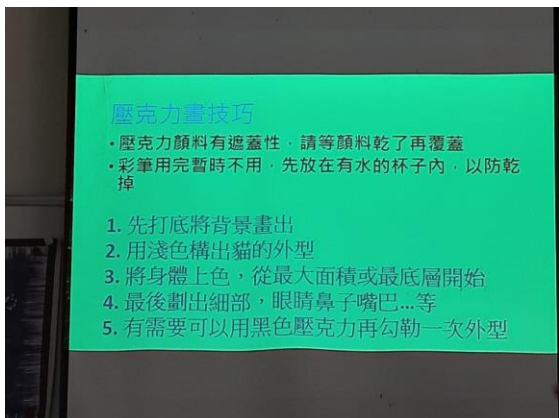 壓克力畫技巧
•壓克力顏料有遮蓋性，請等顏料乾了再覆蓋
•彩筆用完暫時不用，先放在有水的杯子內，以防乾
掉
1. 先打底將背景畫出
2. 用淺色構出貓的外型
3. 將身體上色，從最大面積或最底層開始
4. 最後劃出細部，眼睛鼻子嘴巴...等
5. 有需要可以用黑色壓克力再勾勒一次外型